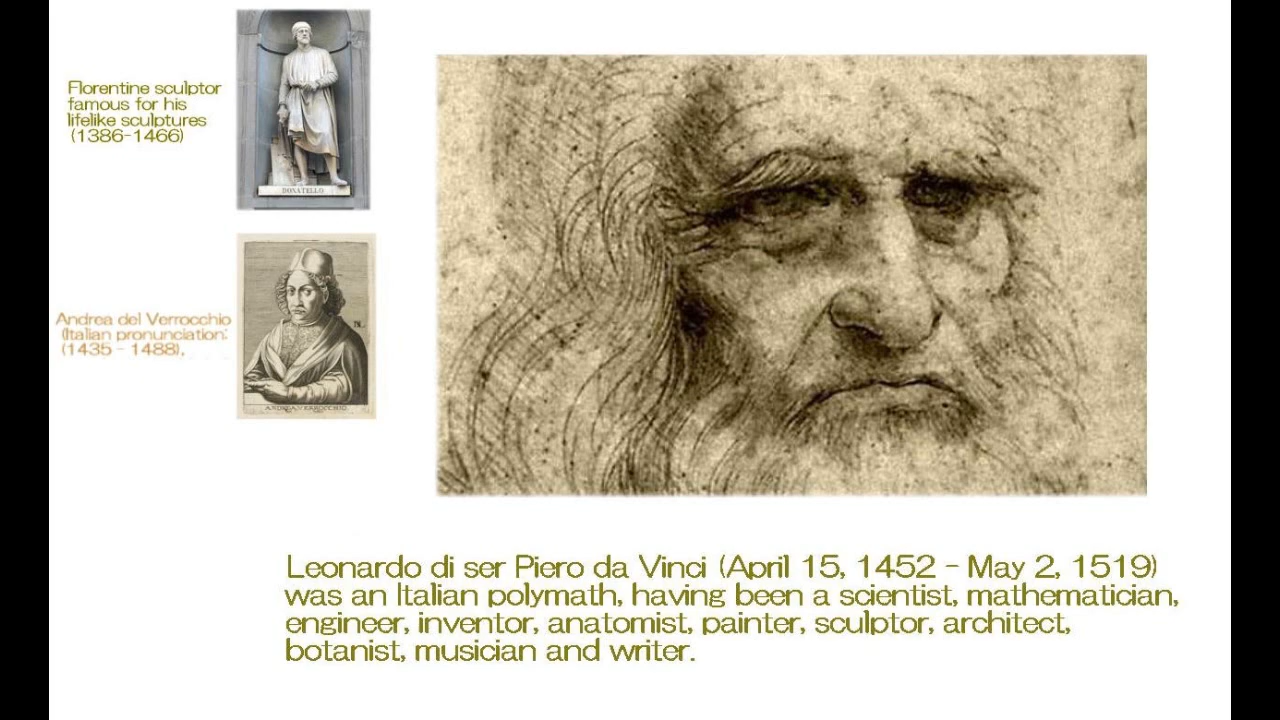 Florentine sculptor
famous for his
lifelike sculptures
(1386-1466)
DONATELLO
Andrea del Verrocchio
(Italian pronunciation:
(1435 - 1488),
ANDREA VERROCCHIO
Leonardo di ser Piero da Vinci (April 15, 1452 - May 2, 1519)
was an Italian polymath, having been a scientist, mathematician,
engineer, inventor, anatomist, painter, sculptor, architect,
botanist, musician and writer.